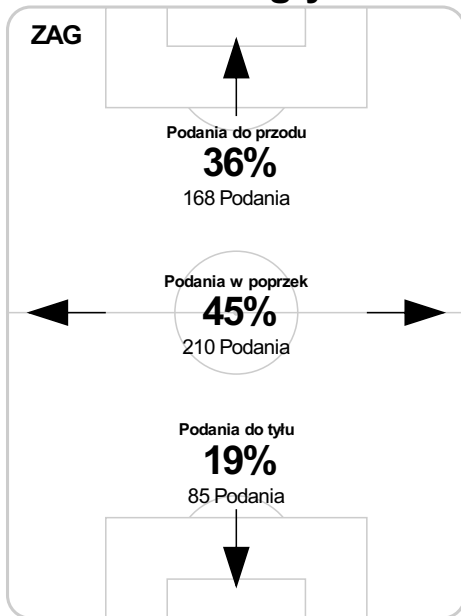 ZAG
Podania do przodu
36%
168 Podania
Podania w poprzek
45%
210 Podania
Podania do tyłu
19%
85 Podania